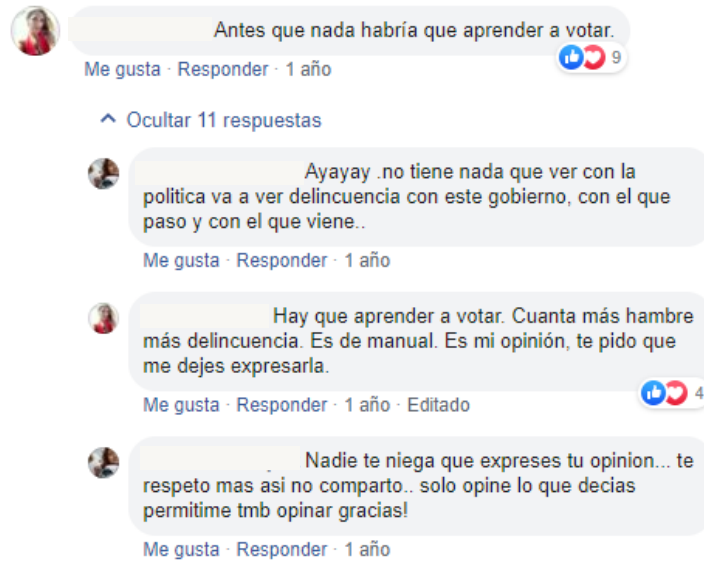 Antes que nada habría que aprender a votar.
9
Me gusta · Responder · 1 año
Ocultar 11 respuestas
Ayayay .no tiene nada que ver con la
politica va a ver delincuencia con este gobierno, con el que
paso y con el que viene..
Me gusta · Responder · 1 año
Hay que aprender a votar. Cuanta más hambre
más delincuencia. Es de manual. Es mi opinión, te pido que
me dejes expresarla.
4
Me gusta · Responder · 1 año · Editado
Nadie te niega que expreses tu opinion... te
respeto mas asi no comparto.. solo opine lo que decias
permitime tmb opinar gracias!
Me gusta · Responder · 1 año